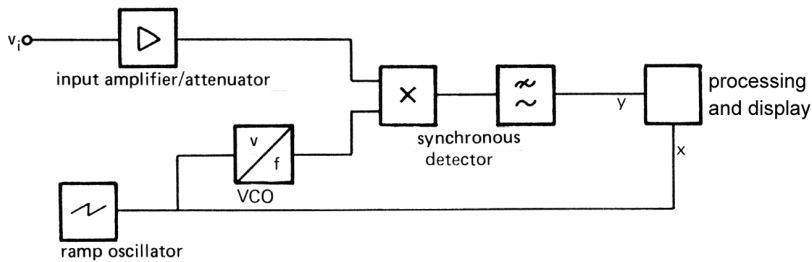 vᵢ
input amplifier/attenuator
×
processing
and display
y
synchronous
detector
x
v
f
VCO
ramp oscillator